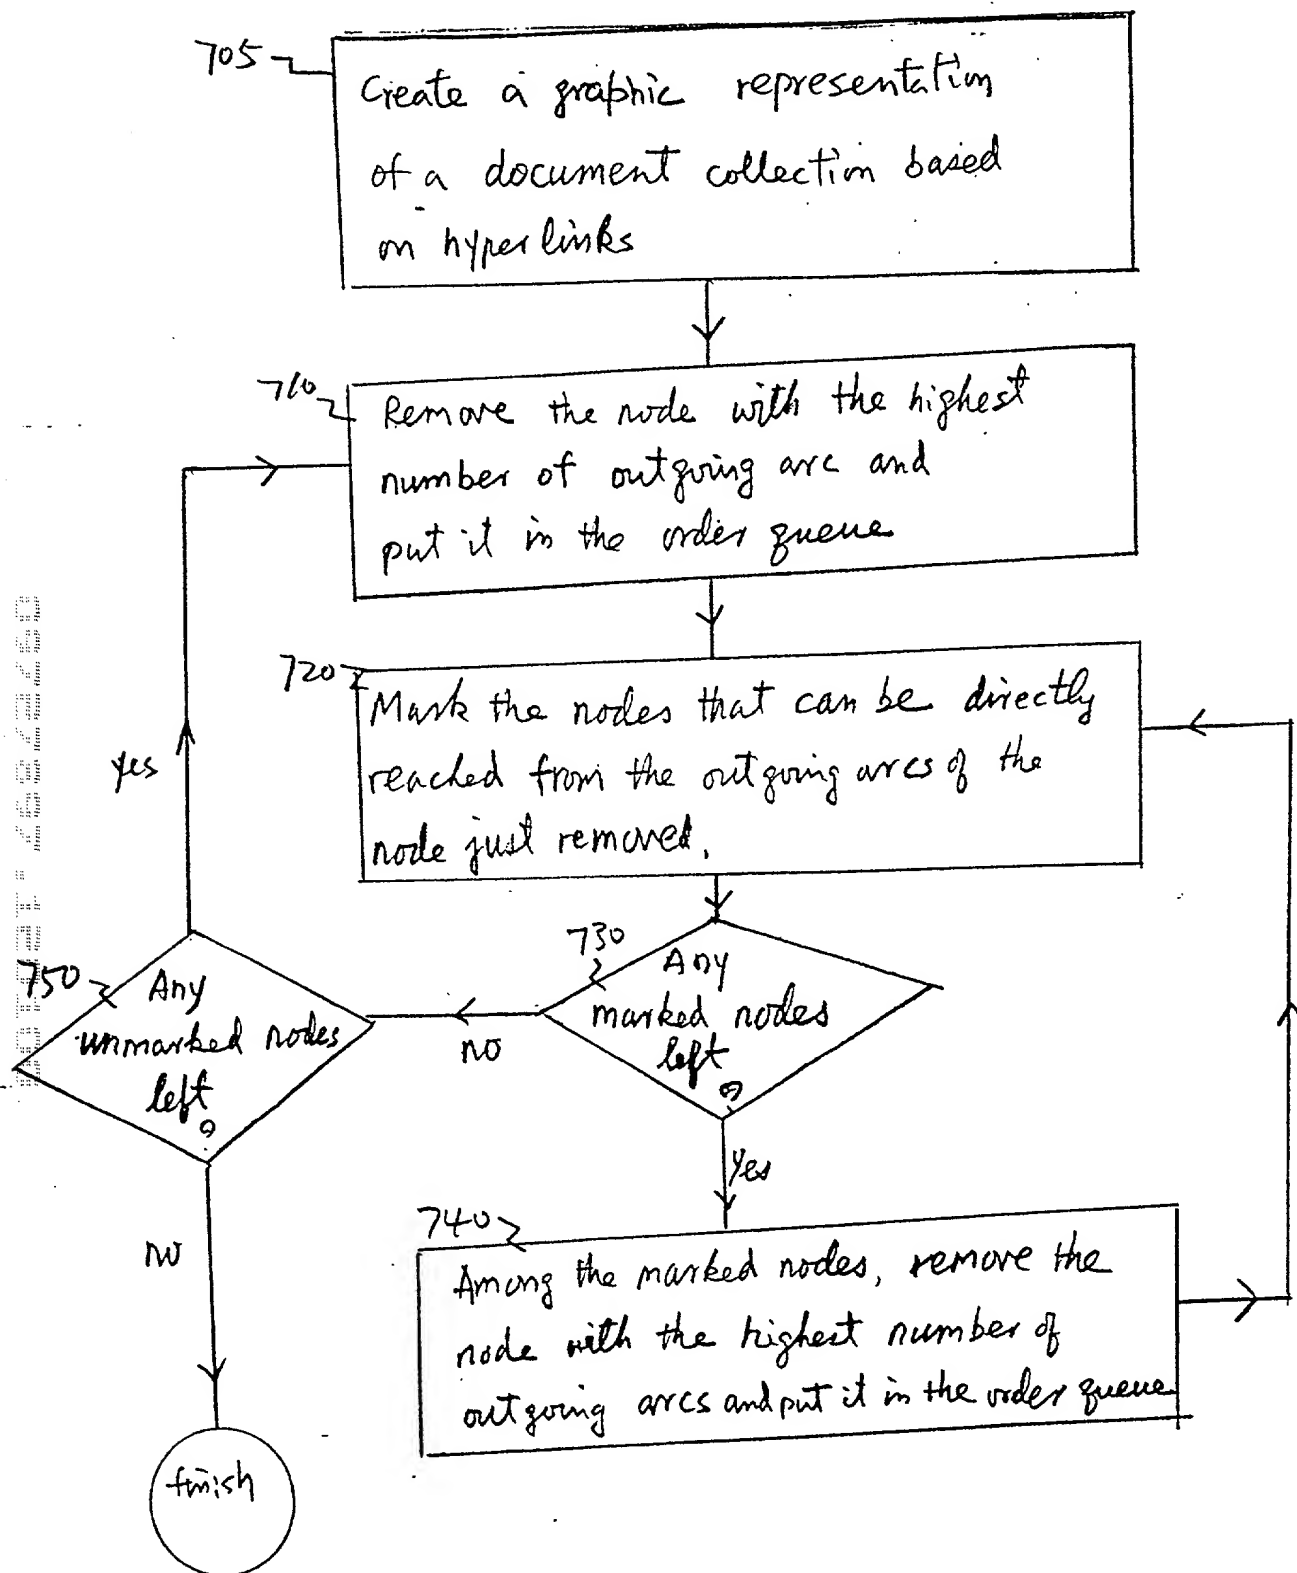 705
Create a graphic representation
of a document collection based
on hyperlinks
710
Remove the node with the highest
number of outgoing arc and
put it in the order queue
720
Mark the nodes that can be directly
reached from the outgoing arcs of the
node just removed.
yes
730
Any
marked nodes
left ?
no
750
Any
unmarked nodes
left ?
Yes
740
Among the marked nodes, remove the
node with the highest number of
outgoing arcs and put it in the order queue
no
finish